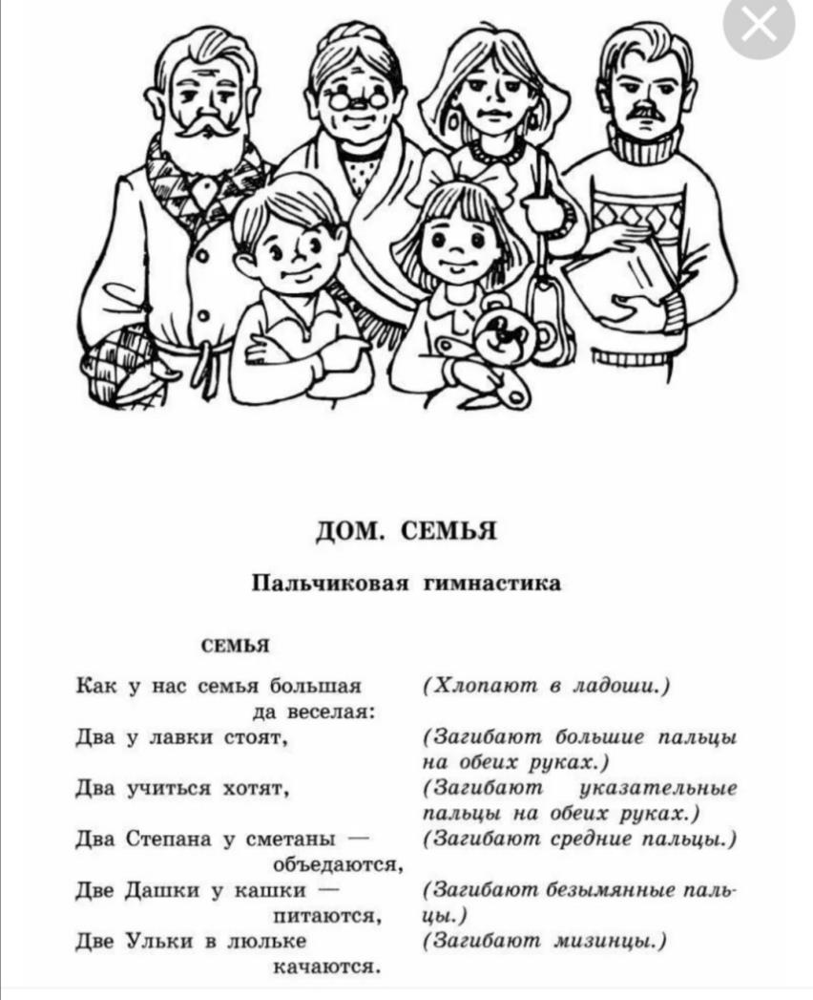 ДОМ. СЕМЬЯ
Пальчиковая гимнастика
СЕМЬЯ
Как у нас семья большая (Хлопают в ладоши.)
да веселая:
Два у лавки стоят, (Загибают большие пальцы
на обеих руках.)
Два учиться хотят, (Загибают указательные
пальцы на обеих руках.)
Два Степана у сметаны — (Загибают средние пальцы.)
объедаются,
Две Дашки у кашки — (Загибают безымянные паль-
питаются, цы.)
Две Ульки в люльке (Загибают мизинцы.)
качаются.